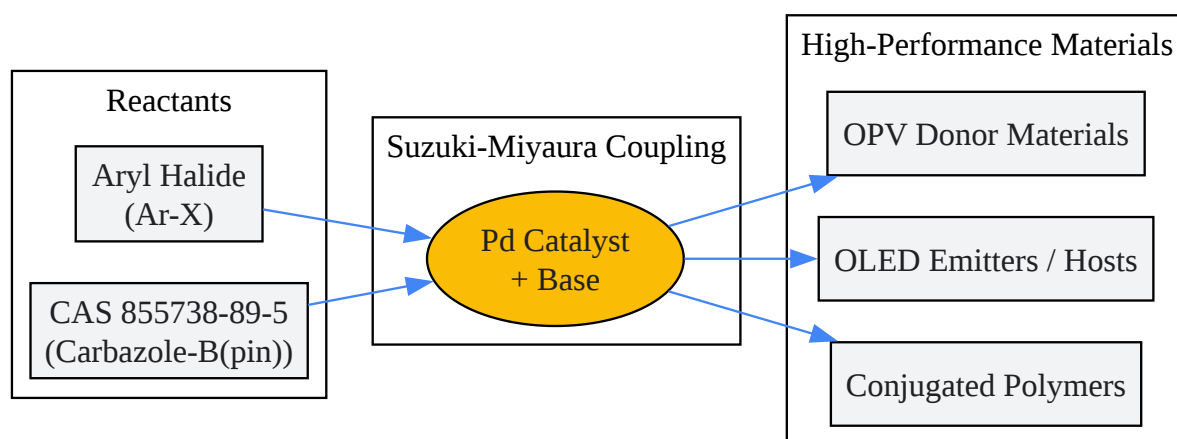 Reactants
Aryl Halide
(Ar-X)
CAS 855738-89-5
(Carbazole-B(pin))
Suzuki-Miyaura Coupling
Pd Catalyst
+ Base
High-Performance Materials
OPV Donor Materials
OLED Emitters / Hosts
Conjugated Polymers